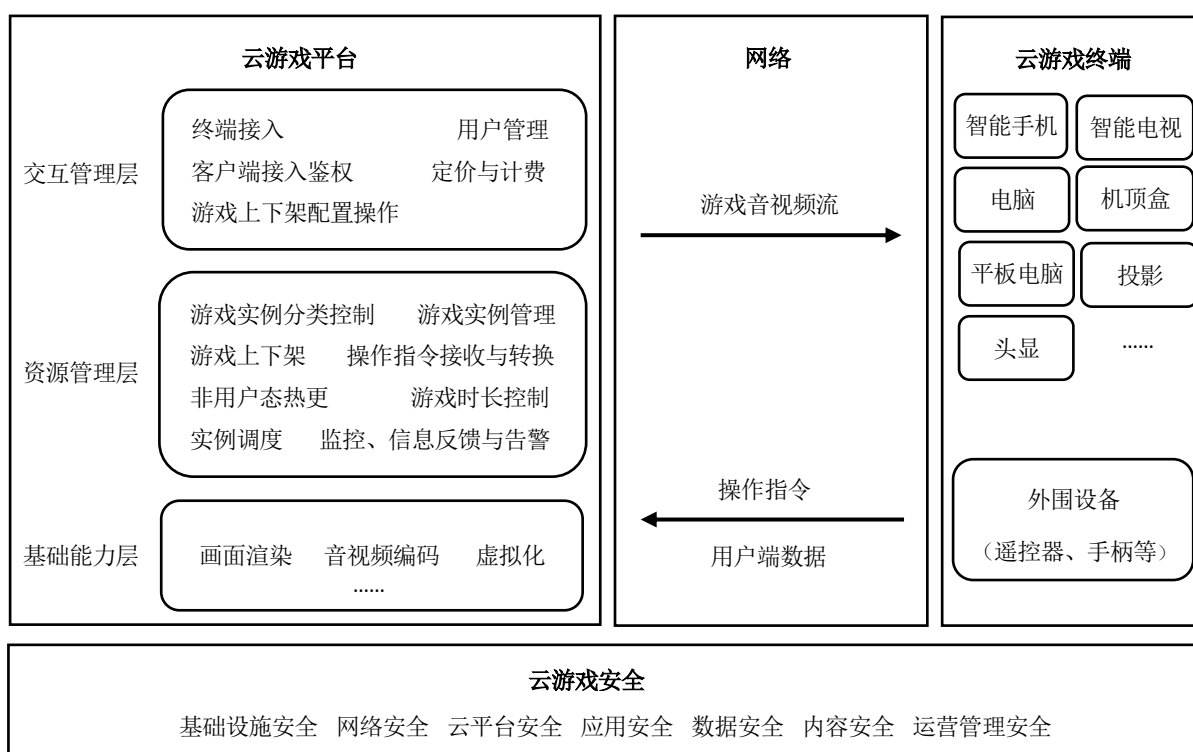 云游戏平台
交互管理层
终端接入 用户管理
客户端接入鉴权 定价与计费
游戏上下架配置操作
资源管理层
游戏实例分类控制 游戏实例管理
游戏上下架 操作指令接收与转换
非用户态热更 游戏时长控制
实例调度 监控、信息反馈与告警
基础能力层
画面渲染 音视频编码 虚拟化
......
网络
游戏音视频流
操作指令
用户端数据
云游戏终端
智能手机 智能电视
电脑 机顶盒
平板电脑 投影
头显 ......
外围设备
（遥控器、手柄等）
云游戏安全
基础设施安全 网络安全 云平台安全 应用安全 数据安全 内容安全 运营管理安全